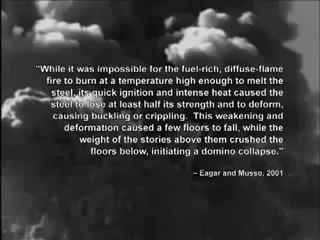 "While it was impossible for the fuel-rich, diffuse-flame
fire to burn at a temperature high enough to melt the
steel, its quick ignition and intense heat caused the
steel to lose at least half its strength and to deform,
causing buckling or crippling. This weakening and
deformation caused a few floors to fall, while the
weight of the stories above them crushed the
floors below, initiating a domino collapse."
– Eagar and Musso, 2001